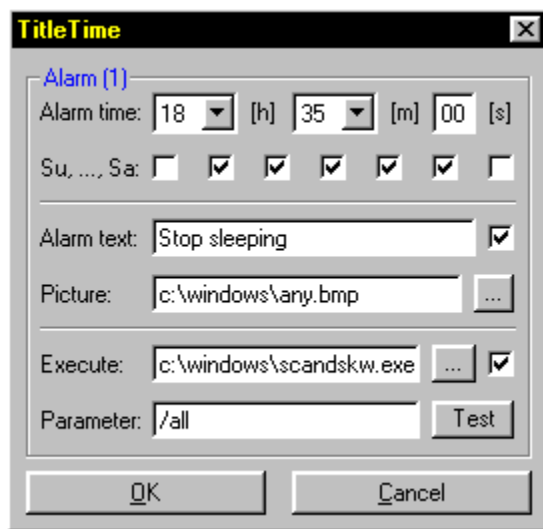 TitleTime
Alarm (1)
Alarm time: 18 [h] 35 [m] 00 [s]
Su, ..., Sa:
Alarm text: Stop sleeping
Picture: c:\windows\any.bmp ...
Execute: c:\windows\scandskw.exe ...
Parameter: /all Test
OK Cancel